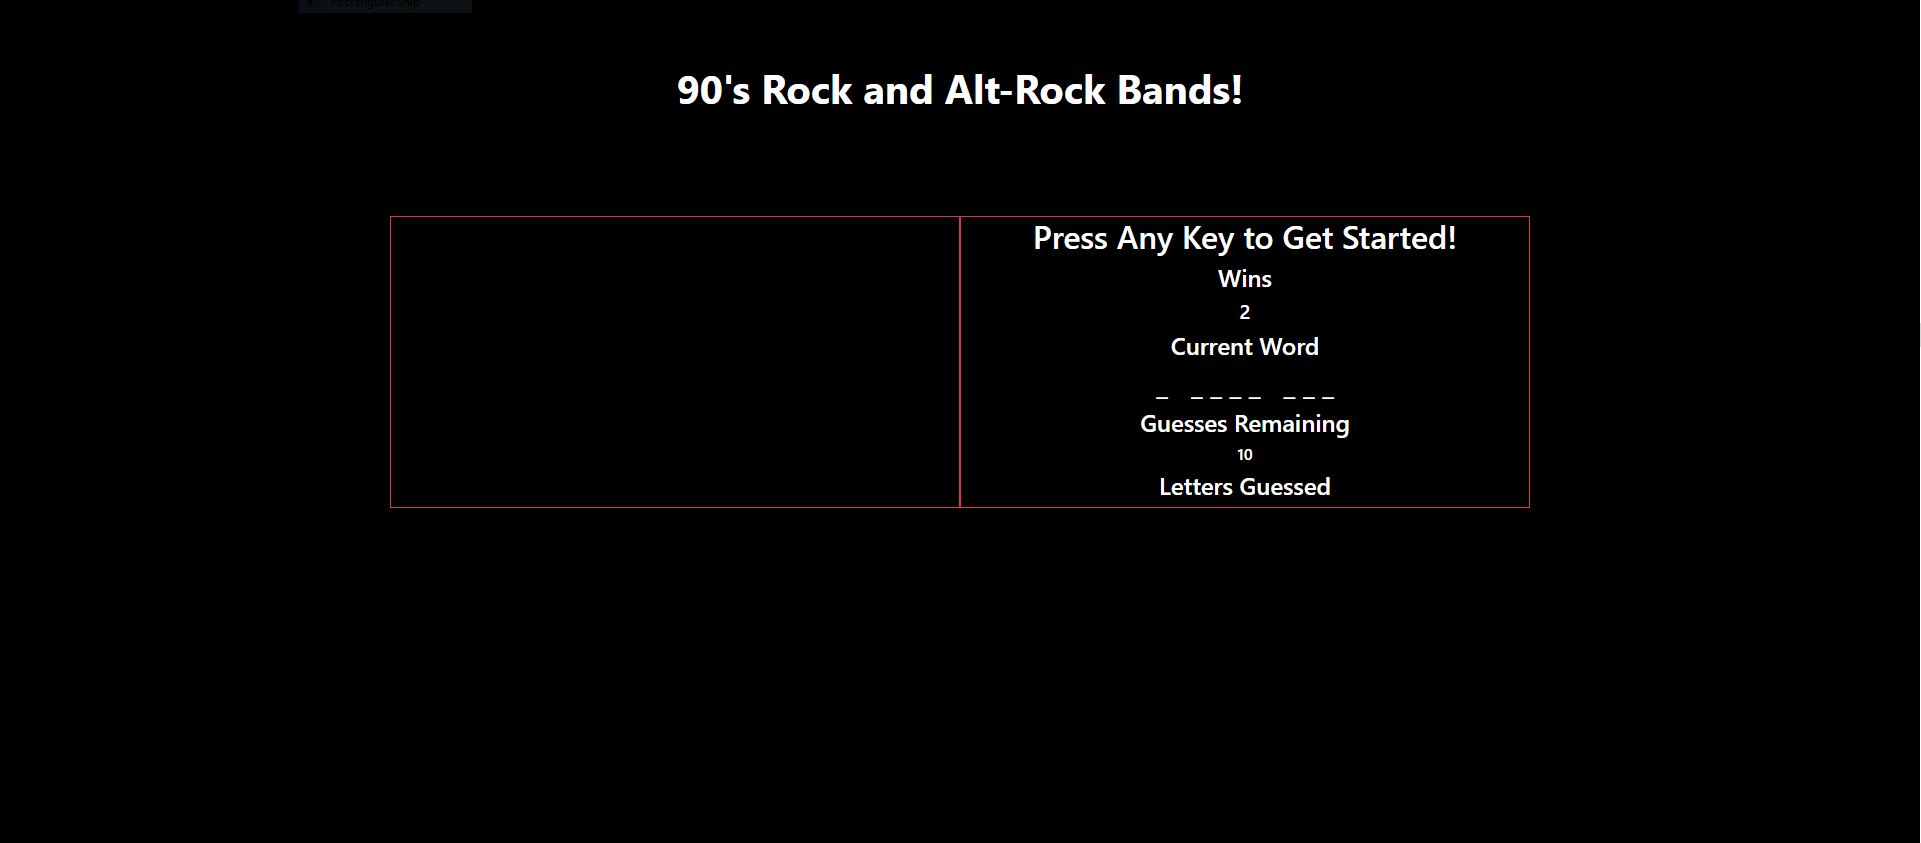 Rectangular Snip
90's Rock and Alt-Rock Bands!
Press Any Key to Get Started!
Wins
2
Current Word
_ _ _ _ _ _ _ _
Guesses Remaining
10
Letters Guessed